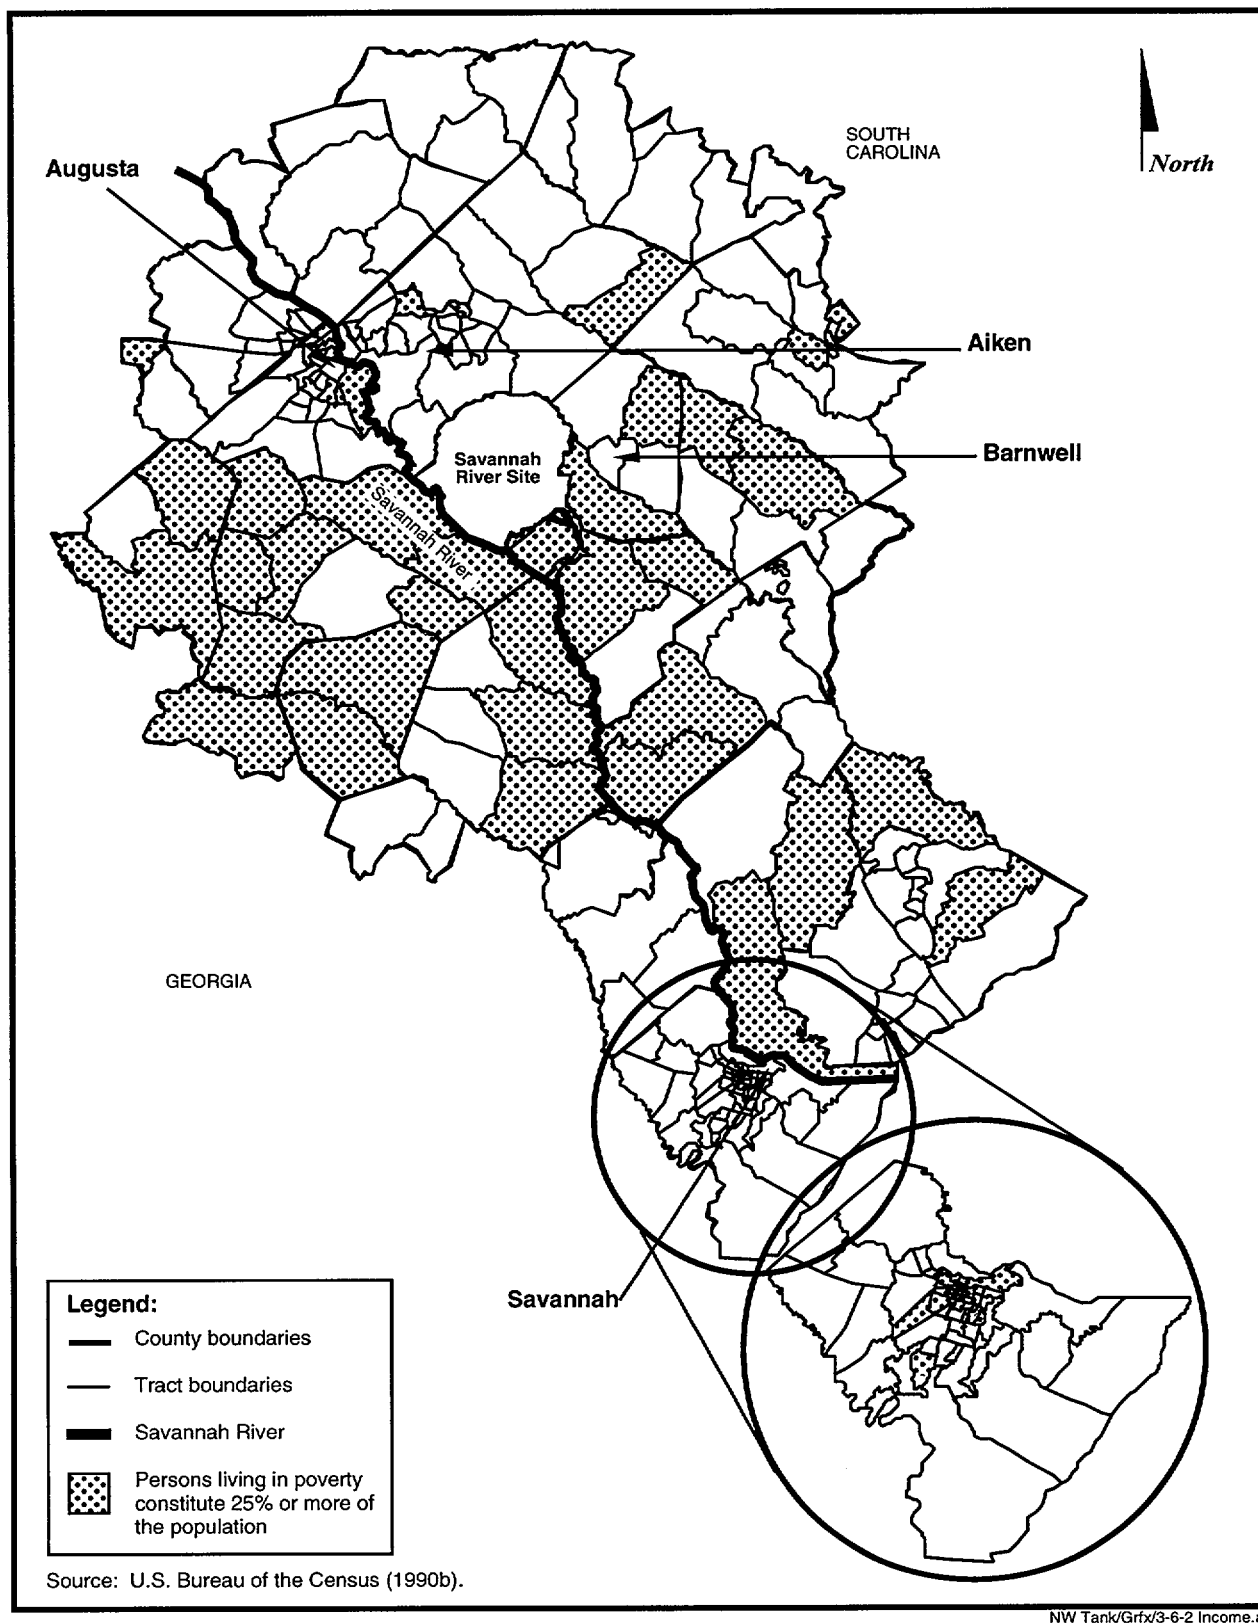 SOUTH
CAROLINA
North
Augusta
Aiken
Barnwell
Savannah
River Site
Savannah River
GEORGIA
Savannah
Legend:
County boundaries
Tract boundaries
Savannah River
Persons living in poverty
constitute 25% or more of
the population
Source: U.S. Bureau of the Census (1990b).
NW Tank/Grfx/3-6-2 Income.a